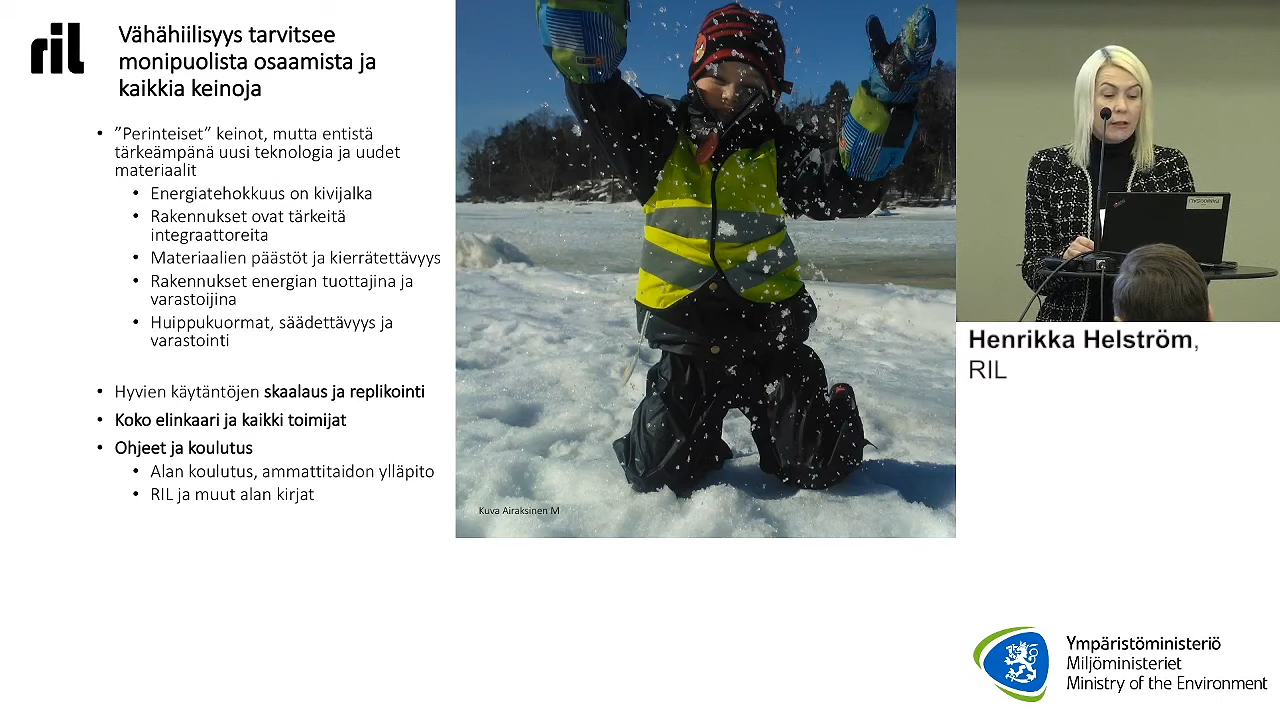 ril
Vähähiilisyys tarvitsee
monipuolista osaamista ja
kaikkia keinoja
• ”Perinteiset” keinot, mutta entistä
tärkeämpänä uusi teknologia ja uudet
materiaalit
• Energiatehokkuus on kivijalka
• Rakennukset ovat tärkeitä
integraattoreita
• Materiaalien päästöt ja kierrätettävyys
• Rakennukset energian tuottajina ja
varastoijina
• Huippukuormat, säädettävyys ja
varastointi
• Hyvien käytäntöjen skaalaus ja replikointi
• Koko elinkaari ja kaikki toimijat
• Ohjeet ja koulutus
• Alan koulutus, ammattitaidon ylläpito
• RIL ja muut alan kirjat
Kuva Airaksinen M
Henrikka Helström,
RIL
Ympäristöministeriö
Miljöministeriet
Ministry of the Environment